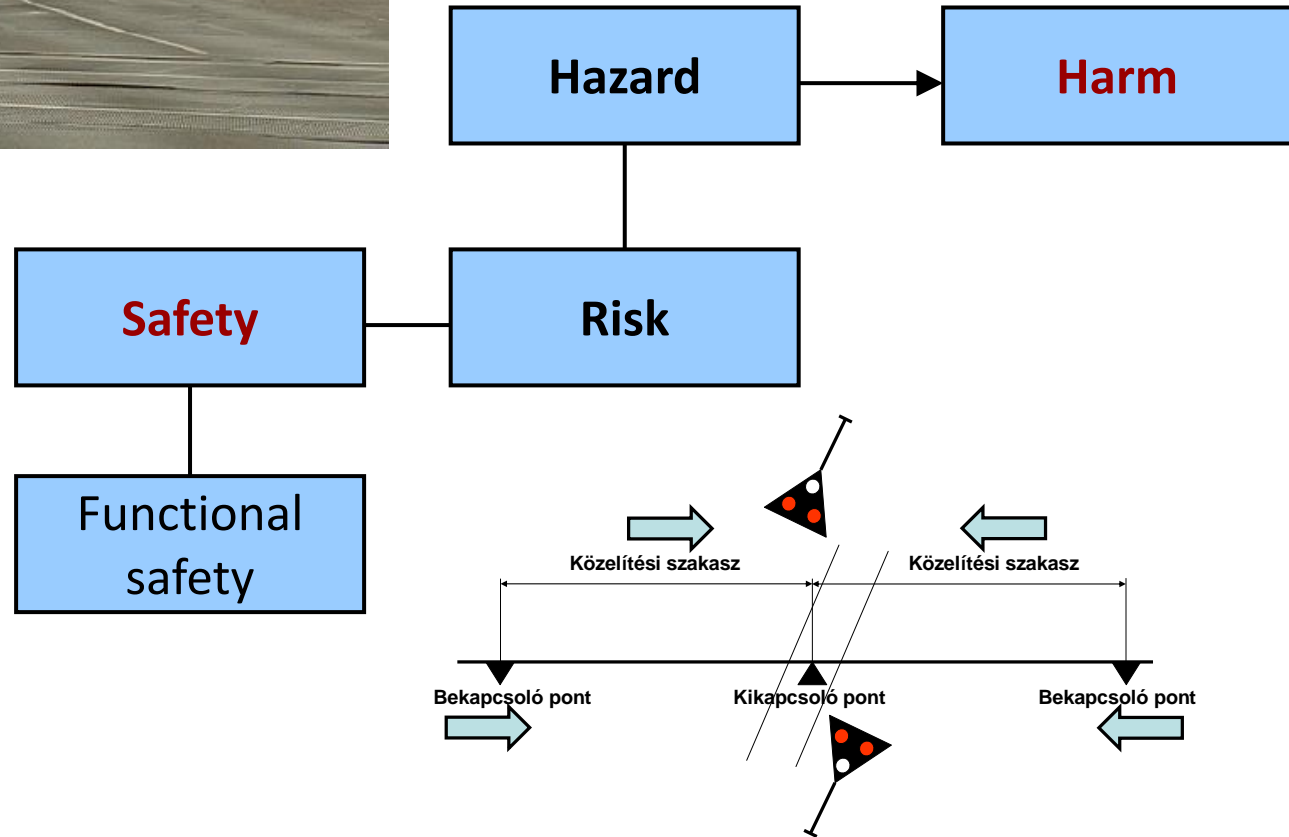 Hazard
Harm
Safety
Risk
Functional
safety
Közelítési szakasz
Közelítési szakasz
Bekapcsoló pont
Kikapcsoló pont
Bekapcsoló pont